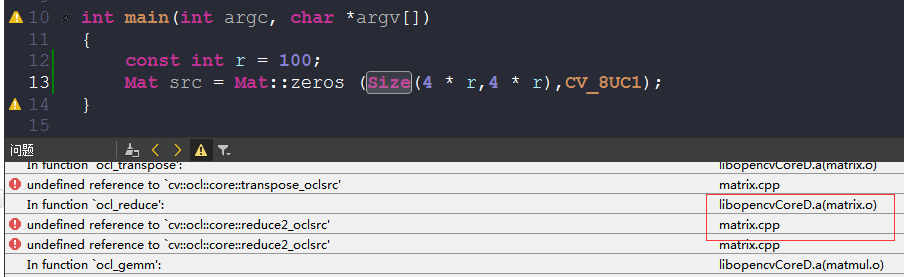 10 int main(int argc, char *argv[])
11 {
12 const int r = 100;
13 Mat src = Mat::zeros (Size(4 * r,4 * r),CV_8UC1);
14 }
15
问题
In function `ocl_transpose': libopencvCoreD.a(matrix.o)
undefined reference to `cv::ocl::core::transpose_oclsrc' matrix.cpp
In function `ocl_reduce': libopencvCoreD.a(matrix.o)
undefined reference to `cv::ocl::core::reduce2_oclsrc' matrix.cpp
undefined reference to `cv::ocl::core::reduce2_oclsrc' matrix.cpp
In function `ocl_gemm': libopencvCoreD.a(matmul.o)